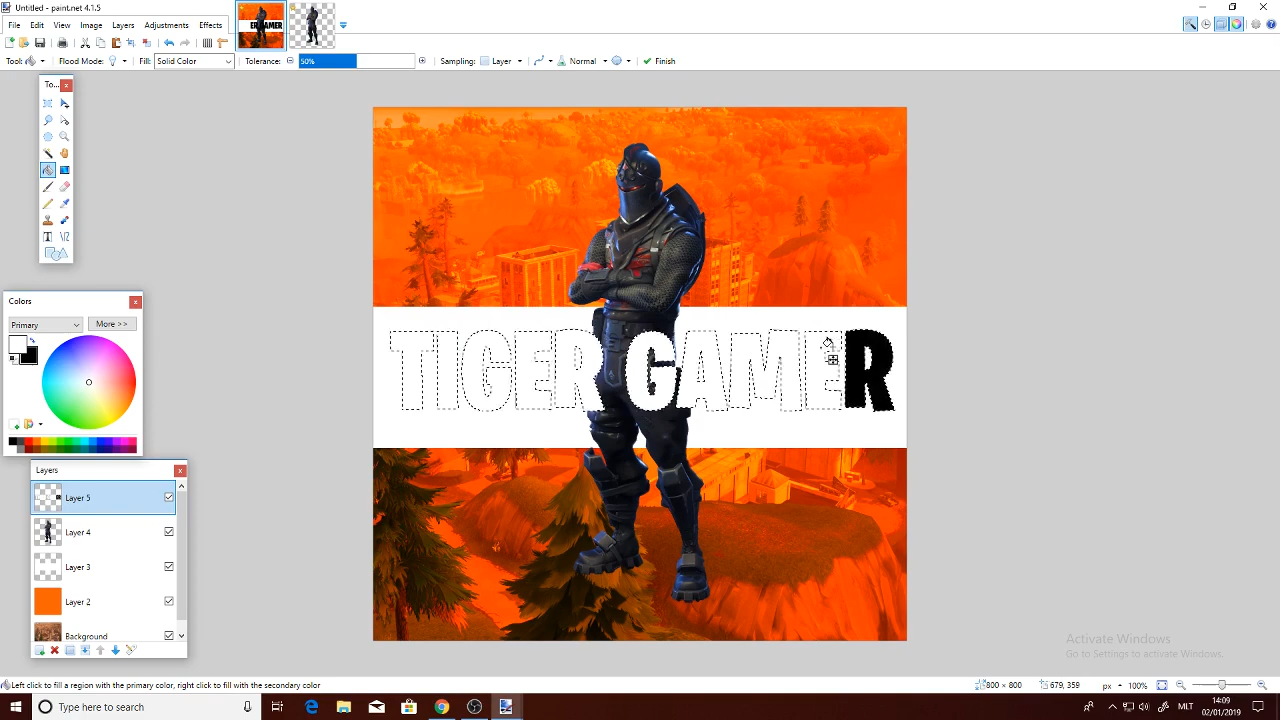 Untitled - paint.net 4.1.5
File Edit View Image Layers Adjustments Effects
Tool Flood Mode: Fill: Solid Color Tolerance: 50% Sampling: Layer Normal Finish
To...
Colors
Primary More >>
Layers
Layer 5
Layer 4
Layer 3
Layer 2
Background
TIGER GAMER
Activate Windows
Go to Settings to activate Windows.
Left click to fill a region with the primary color, right click to fill with the secondary color 800 × 800 679, 359 px 100%
Type here to search MLT 14:09
02/01/2019